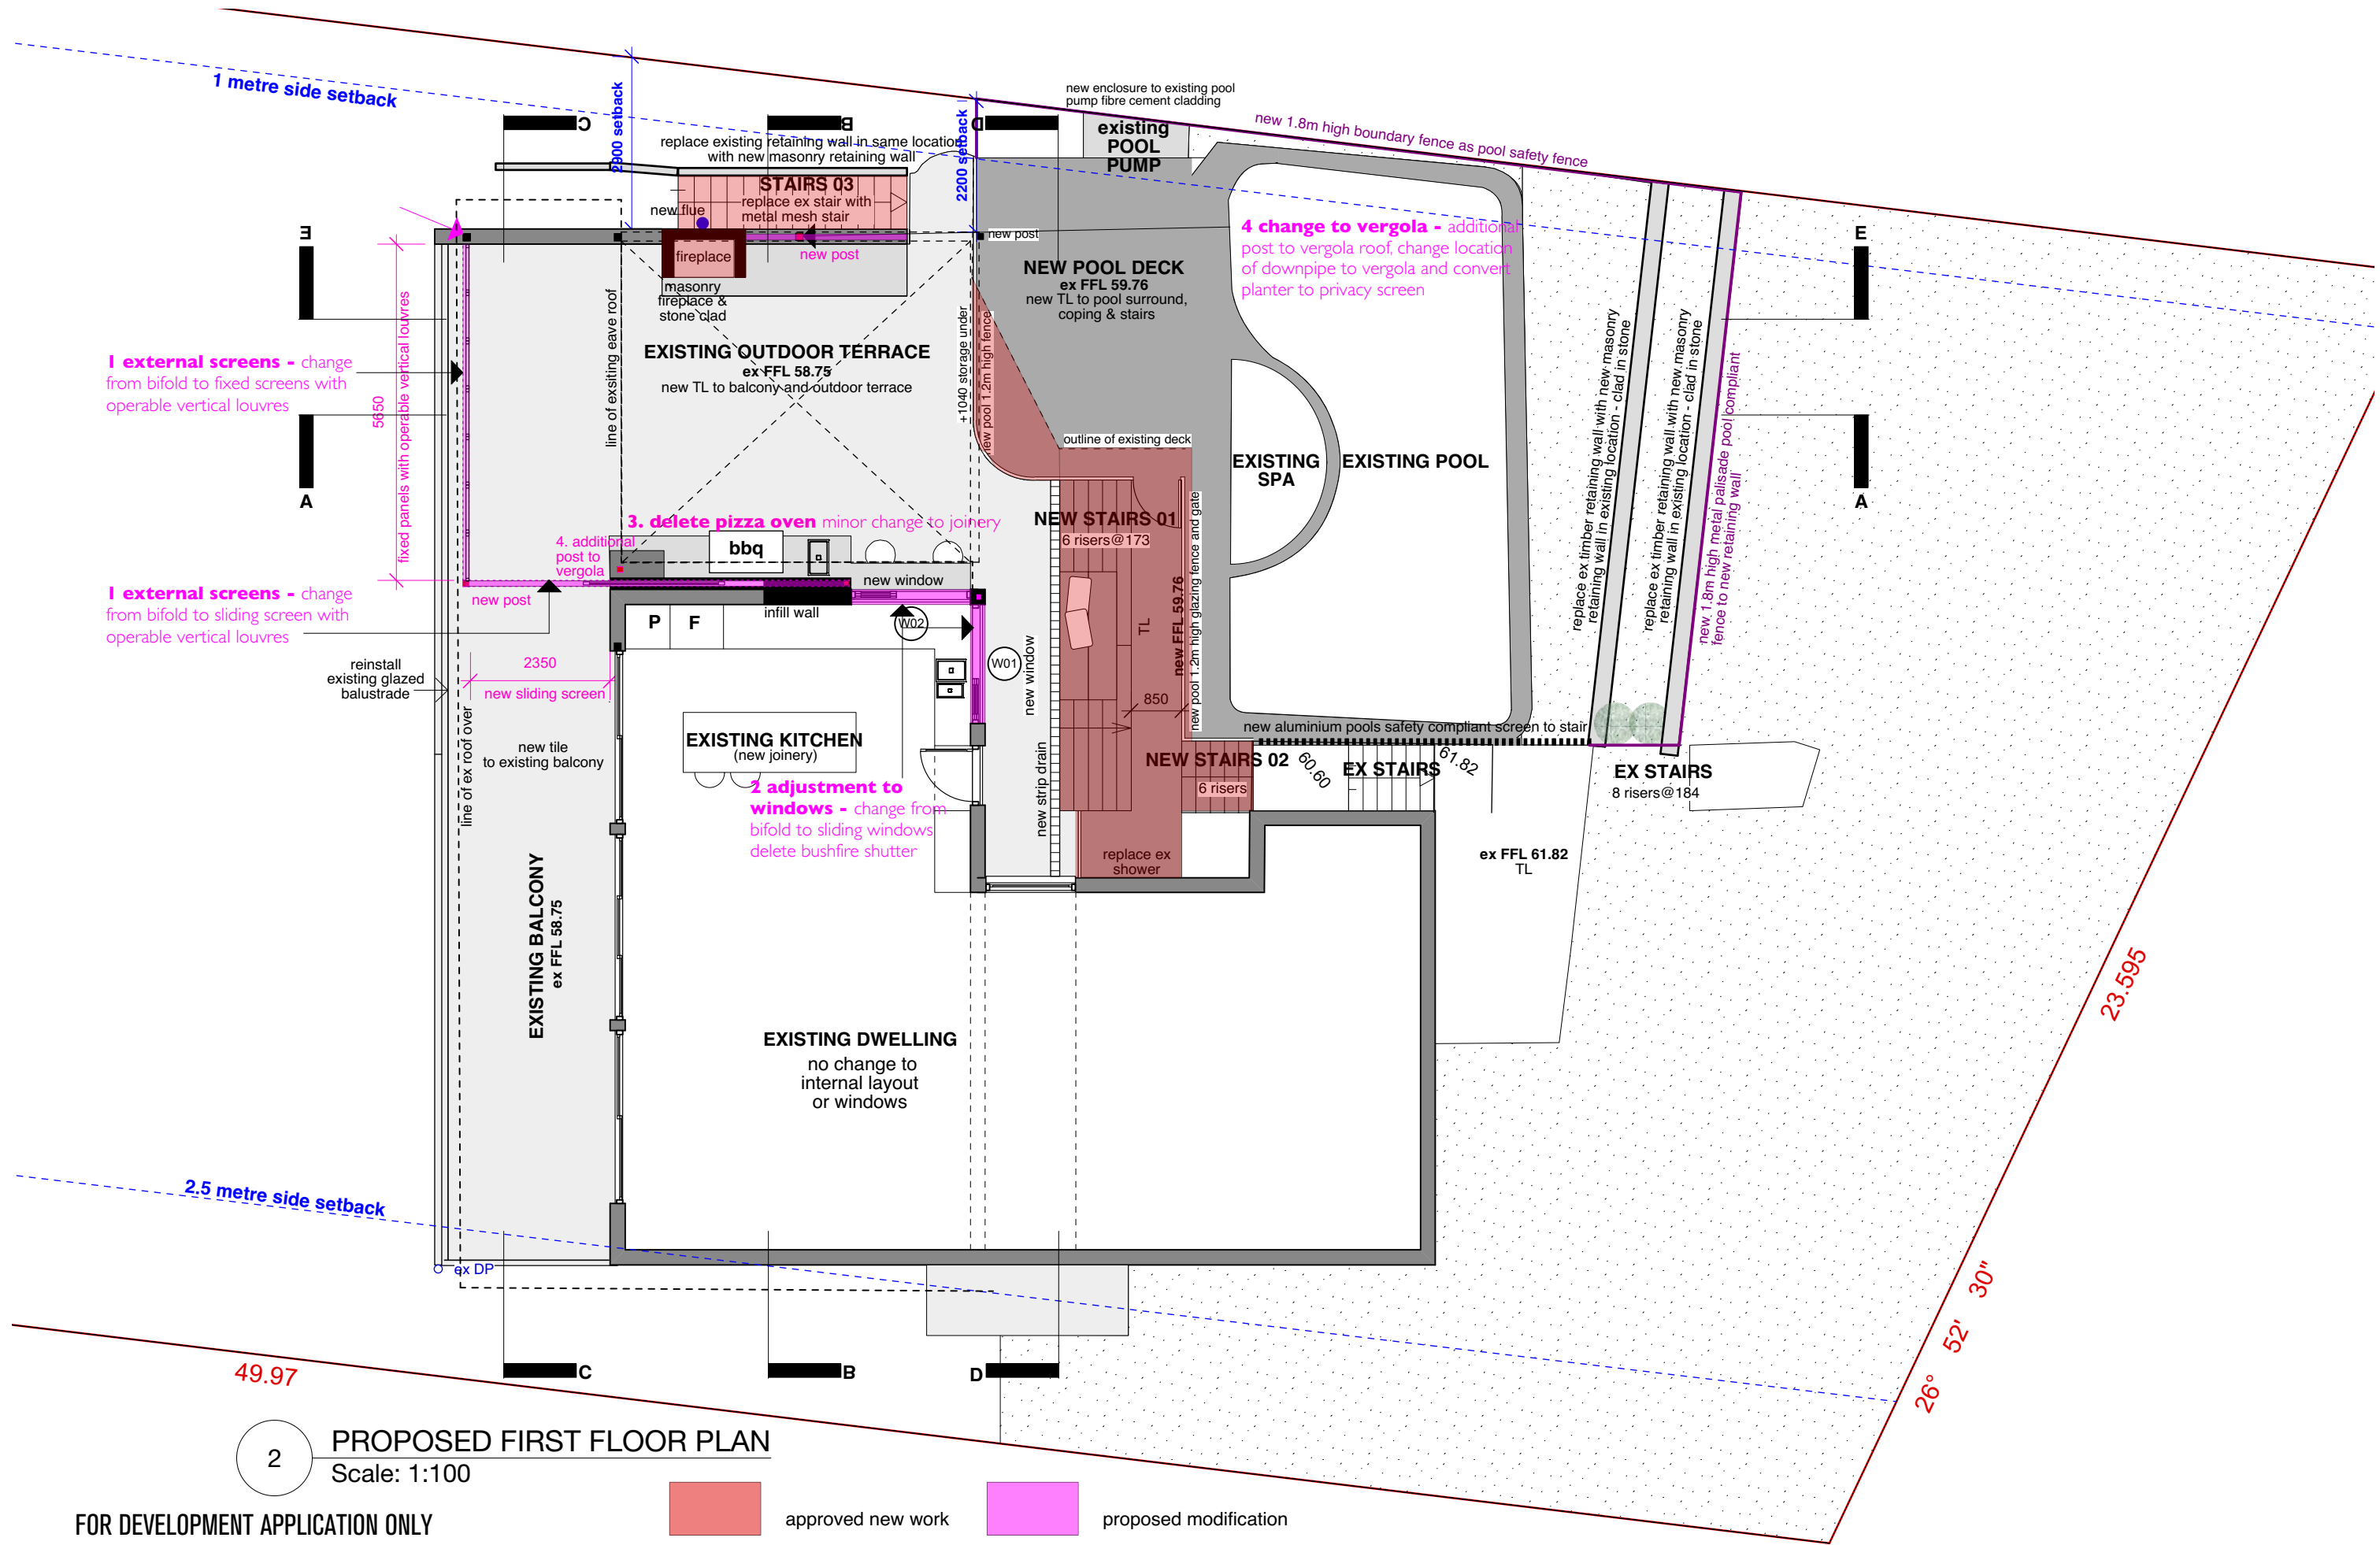 1 metre side setback
2900 setback
2200 setback
new enclosure to existing pool
pump fibre cement cladding
existing
POOL
PUMP
new 1.8m high boundary fence as pool safety fence
C
B
D
replace existing retaining wall in same location
with new masonry retaining wall
STAIRS 03
replace ex stair with
metal mesh stair
new flue
fireplace
new post
new post
masonry
fireplace &
stone clad
E
E
NEW POOL DECK
ex FFL 59.76
new TL to pool surround,
coping & stairs
4 change to vergola - additional
post to vergola roof, change location
of downpipe to vergola and convert
planter to privacy screen
line of exsiting eave roof
EXISTING OUTDOOR TERRACE
ex FFL 58.75
new TL to balcony and outdoor terrace
+1040 storage under
new pool 1.2m high fence
outline of existing deck
1 external screens - change
from bifold to fixed screens with
operable vertical louvres
5650
fixed panels with operable vertical louvres
A
A
EXISTING
SPA
EXISTING POOL
replace ex timber retaining wall with new masonry
retaining wall in existing location - clad in stone
replace ex timber retaining wall with new masonry
retaining wall in existing location - clad in stone
new 1.8m high metal palisade pool compliant
fence to new retaining wall
3. delete pizza oven minor change to joinery
4. additional
post to
vergola
bbq
NEW STAIRS 01
6 risers@173
new window
new post
infill wall
1 external screens - change
from bifold to sliding screen with
operable vertical louvres
P
F
W02
W01
new window
TL
new FFL 59.76
new pool 1.2m high glazing fence and gate
850
reinstall
existing glazed
balustrade
2350
new sliding screen
line of ex roof over
new tile
to existing balcony
EXISTING KITCHEN
(new joinery)
2 adjustment to
windows - change from
bifold to sliding windows
delete bushfire shutter
new strip drain
new aluminium pools safety compliant screen to stair
NEW STAIRS 02
6 risers
60.60
EX STAIRS
61.82
EX STAIRS
8 risers@184
replace ex
shower
ex FFL 61.82
TL
EXISTING BALCONY
ex FFL 58.75
EXISTING DWELLING
no change to
internal layout
or windows
23.595
26° 52' 30"
2.5 metre side setback
ex DP
C
B
D
49.97
2
PROPOSED FIRST FLOOR PLAN
Scale: 1:100
FOR DEVELOPMENT APPLICATION ONLY
approved new work
proposed modification